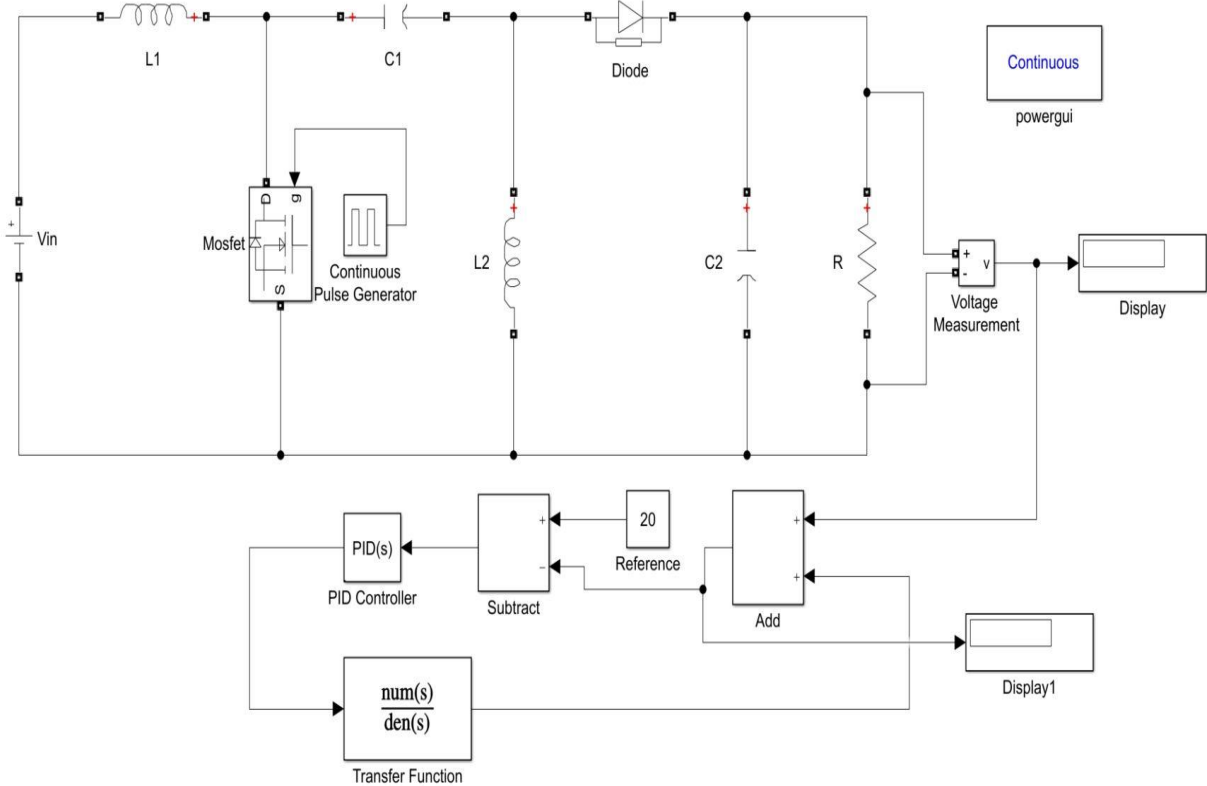 L1
C1
Diode
Continuous
powergui
Vin
Mosfet
D
g
S
Continuous
Pulse Generator
L2
C2
R
+
-
v
Voltage
Measurement
Display
PID(s)
PID Controller
+
−
Subtract
20
Reference
+
+
Add
Display1
num(s)
den(s)
Transfer Function